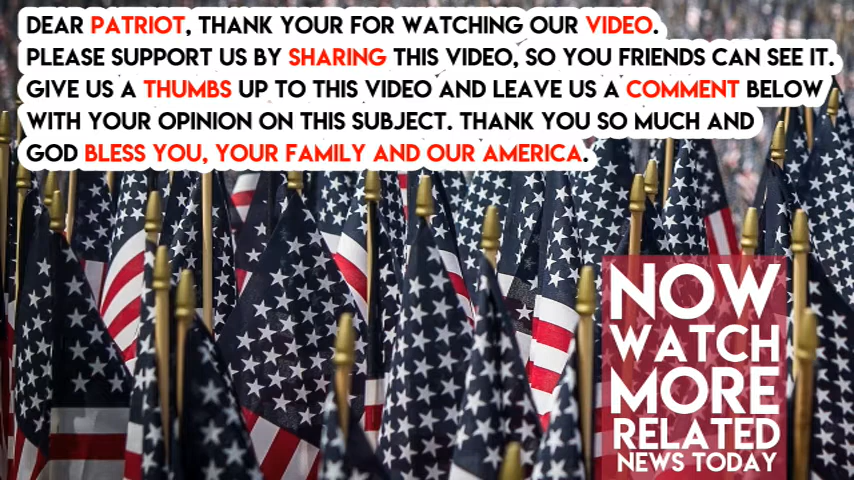 DEAR PATRIOT, THANK YOUR FOR WATCHING OUR VIDEO.
PLEASE SUPPORT US BY SHARING THIS VIDEO, SO YOU FRIENDS CAN SEE IT.
GIVE US A THUMBS UP TO THIS VIDEO AND LEAVE US A COMMENT BELOW
WITH YOUR OPINION ON THIS SUBJECT. THANK YOU SO MUCH AND
GOD BLESS YOU, YOUR FAMILY AND OUR AMERICA.
NOW
WATCH
MORE
RELATED
NEWS TODAY